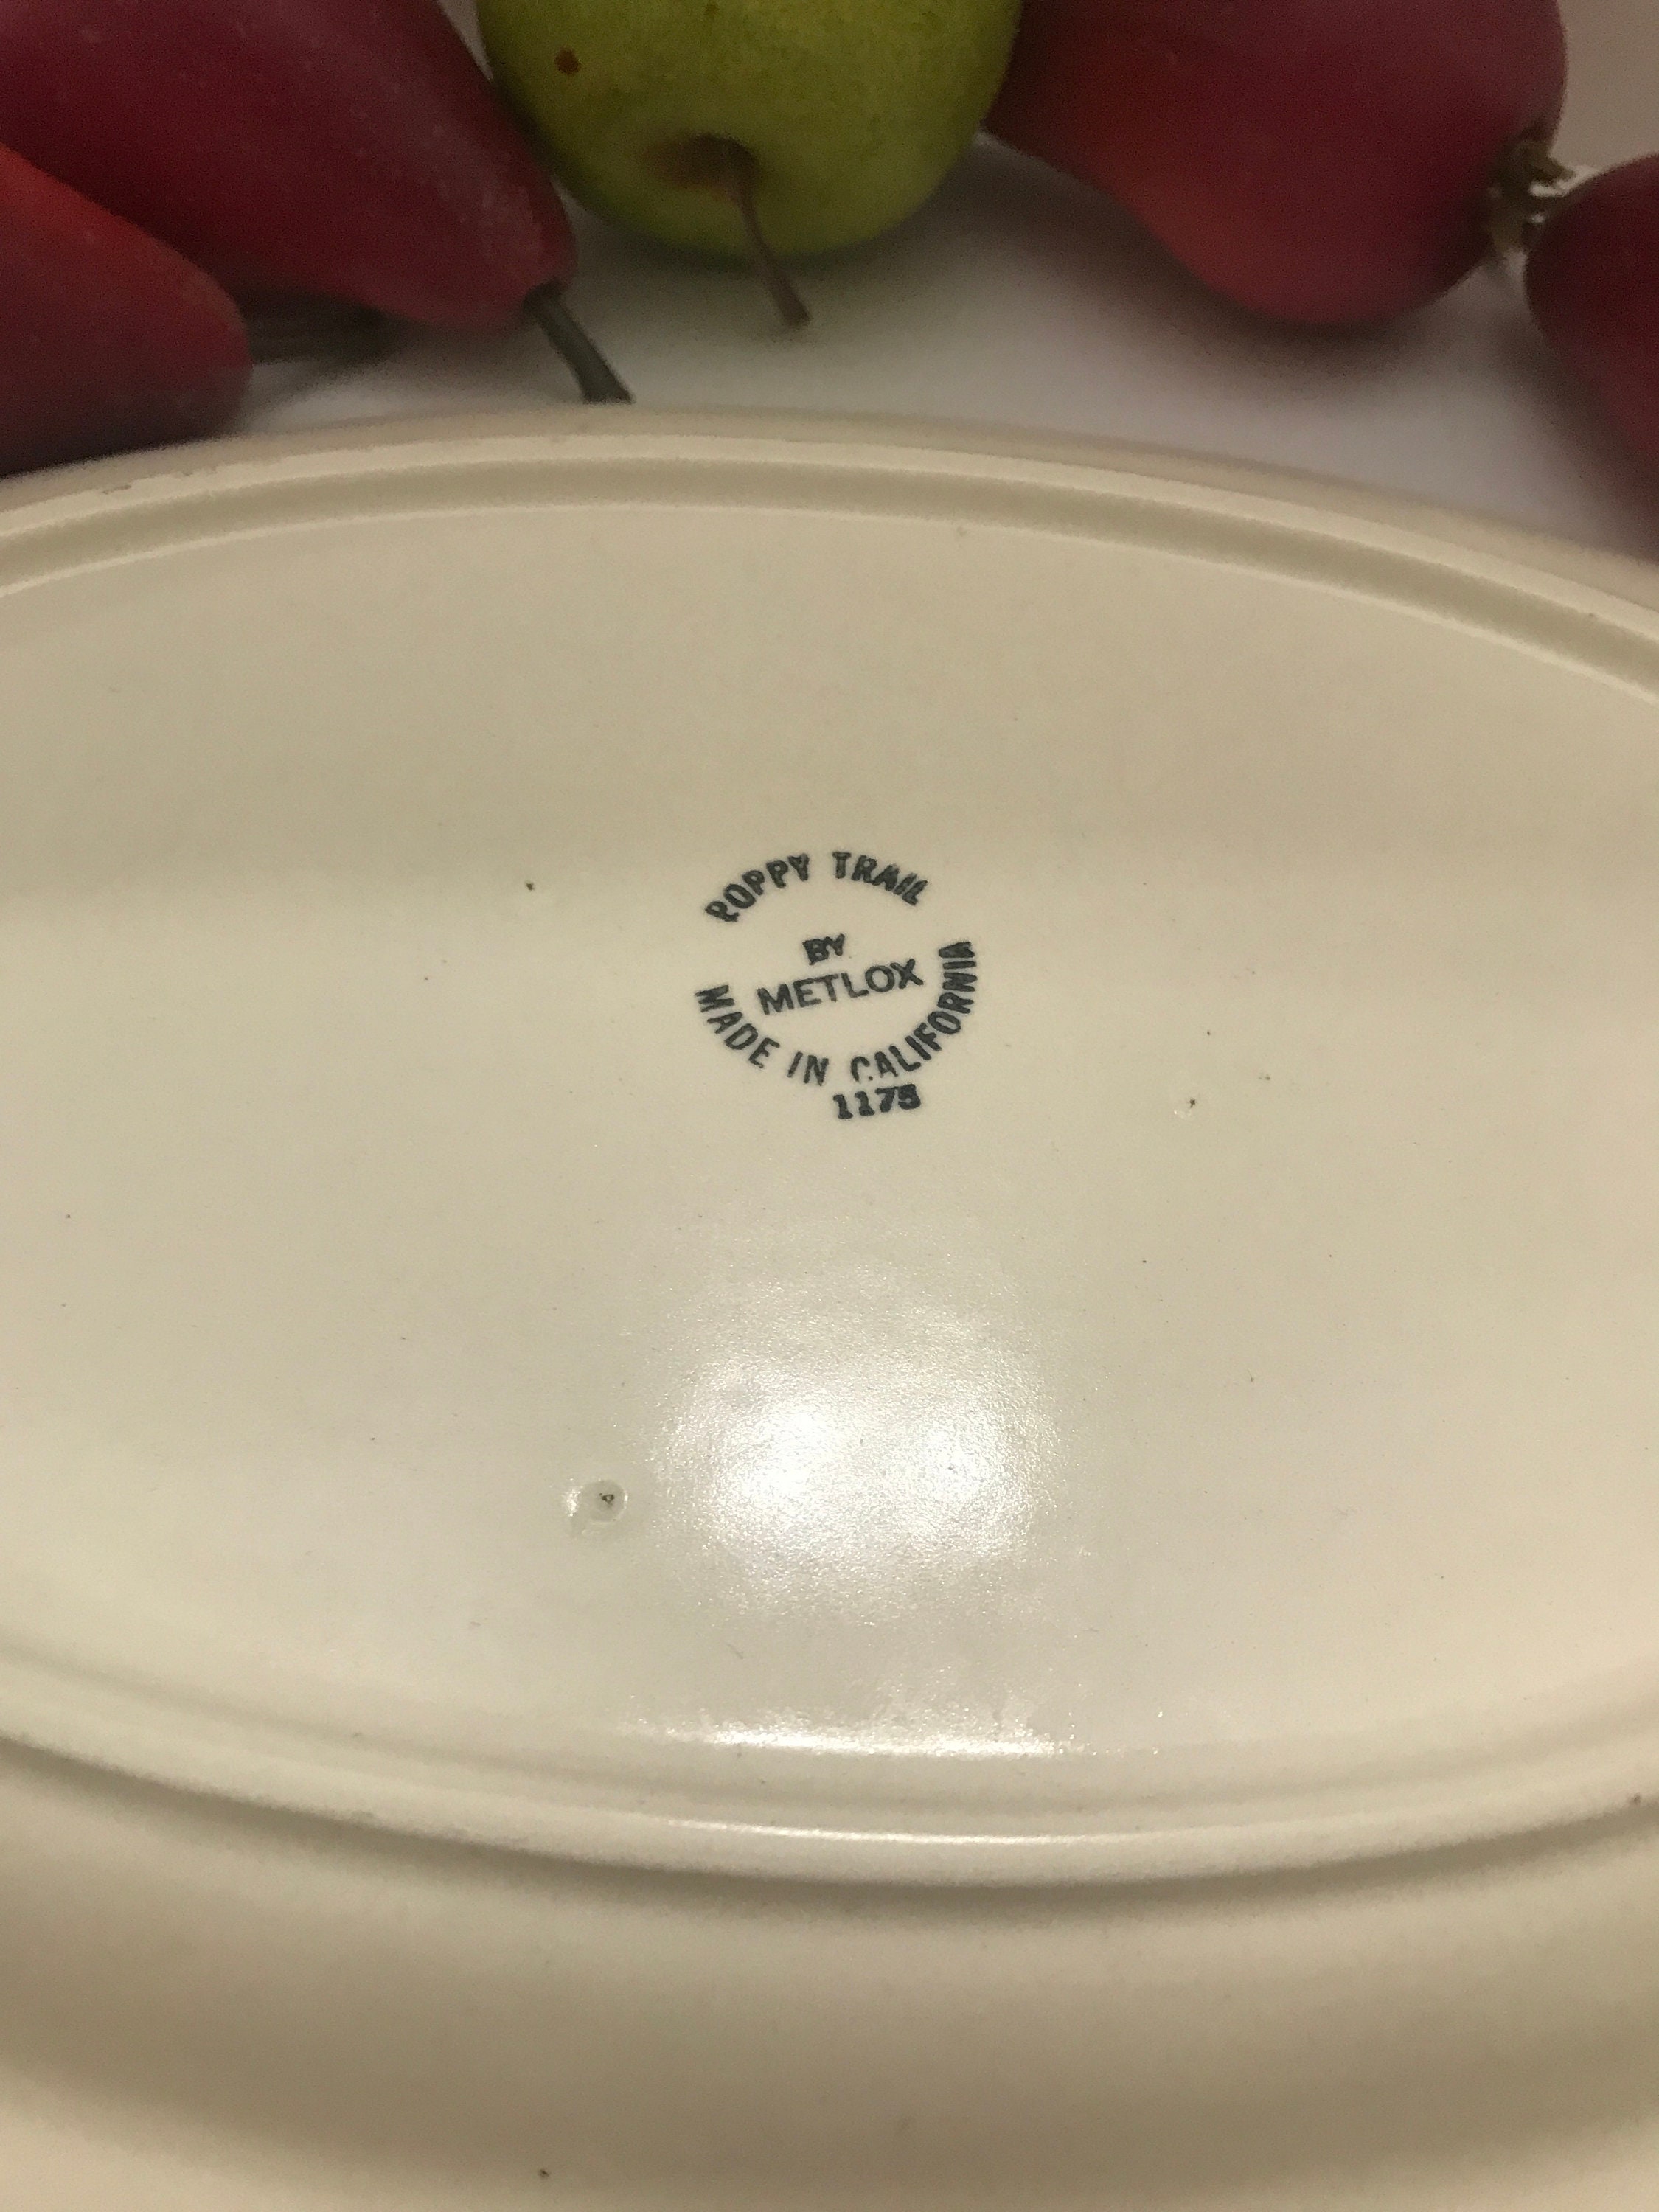 POPPY TRAIL
BY
METLOX
MADE IN CALIFORNIA
1175